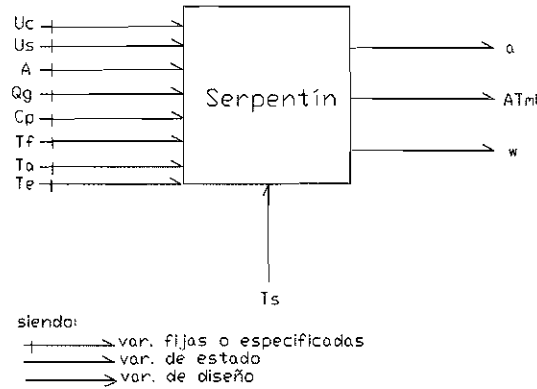 Uc
Us
A
Qg
Cp
Tf
Ta
Te
Serpentín
a
ATml
w
Ts
siendo:
var. fijas o especificadas
var. de estado
var. de diseño